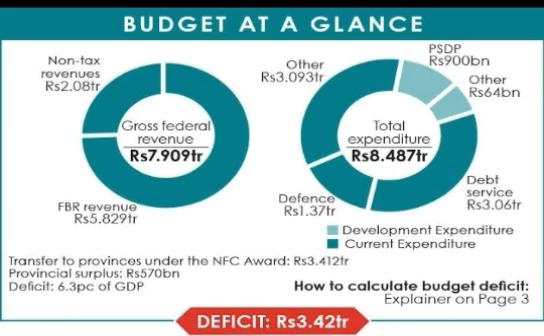 BUDGET AT A GLANCE
Non-tax
revenues
Rs2.08tr
Gross federal
revenue
Rs7.909tr
FBR revenue
Rs5.829tr
Other
Rs3.093tr
PSDP
Rs900bn
Other
Rs64bn
Total
expenditure
Rs8.487tr
Defence
Rs1.37tr
Debt
service
Rs3.06tr
Development Expenditure
Current Expenditure
Transfer to provinces under the NFC Award: Rs3.412tr
Provincial surplus: Rs570bn
Deficit: 6.3pc of GDP
How to calculate budget deficit:
Explainer on Page 3
DEFICIT: Rs3.42tr